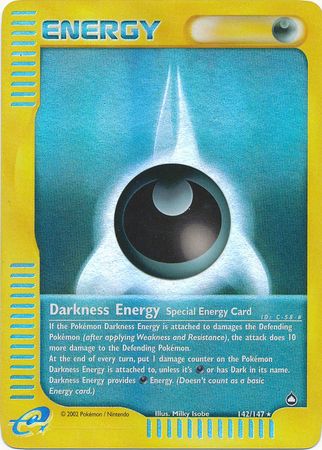 ENERGY
Darkness Energy Special Energy Card
ID: C-58-#
If the Pokémon Darkness Energy is attached to damages the Defending
Pokémon (after applying Weakness and Resistance), the attack does 10
more damage to the Defending Pokémon.
At the end of every turn, put 1 damage counter on the Pokémon
Darkness Energy is attached to, unless it's or has Dark in its name.
Darkness Energy provides Energy. (Doesn't count as a basic
Energy card.)
e
© 2002 Pokémon / Nintendo Illus. Milky Isobe 142/147 ★